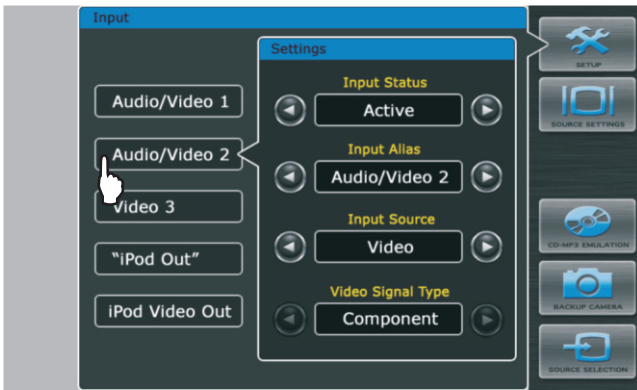 Input
Audio/Video 1
Audio/Video 2
Video 3
“iPod Out”
iPod Video Out
Settings
Input Status
Active
Input Alias
Audio/Video 2
Input Source
Video
Video Signal Type
Component
SETUP
SOURCE SETTINGS
CD-MP3 EMULATION
BACKUP CAMERA
SOURCE SELECTION